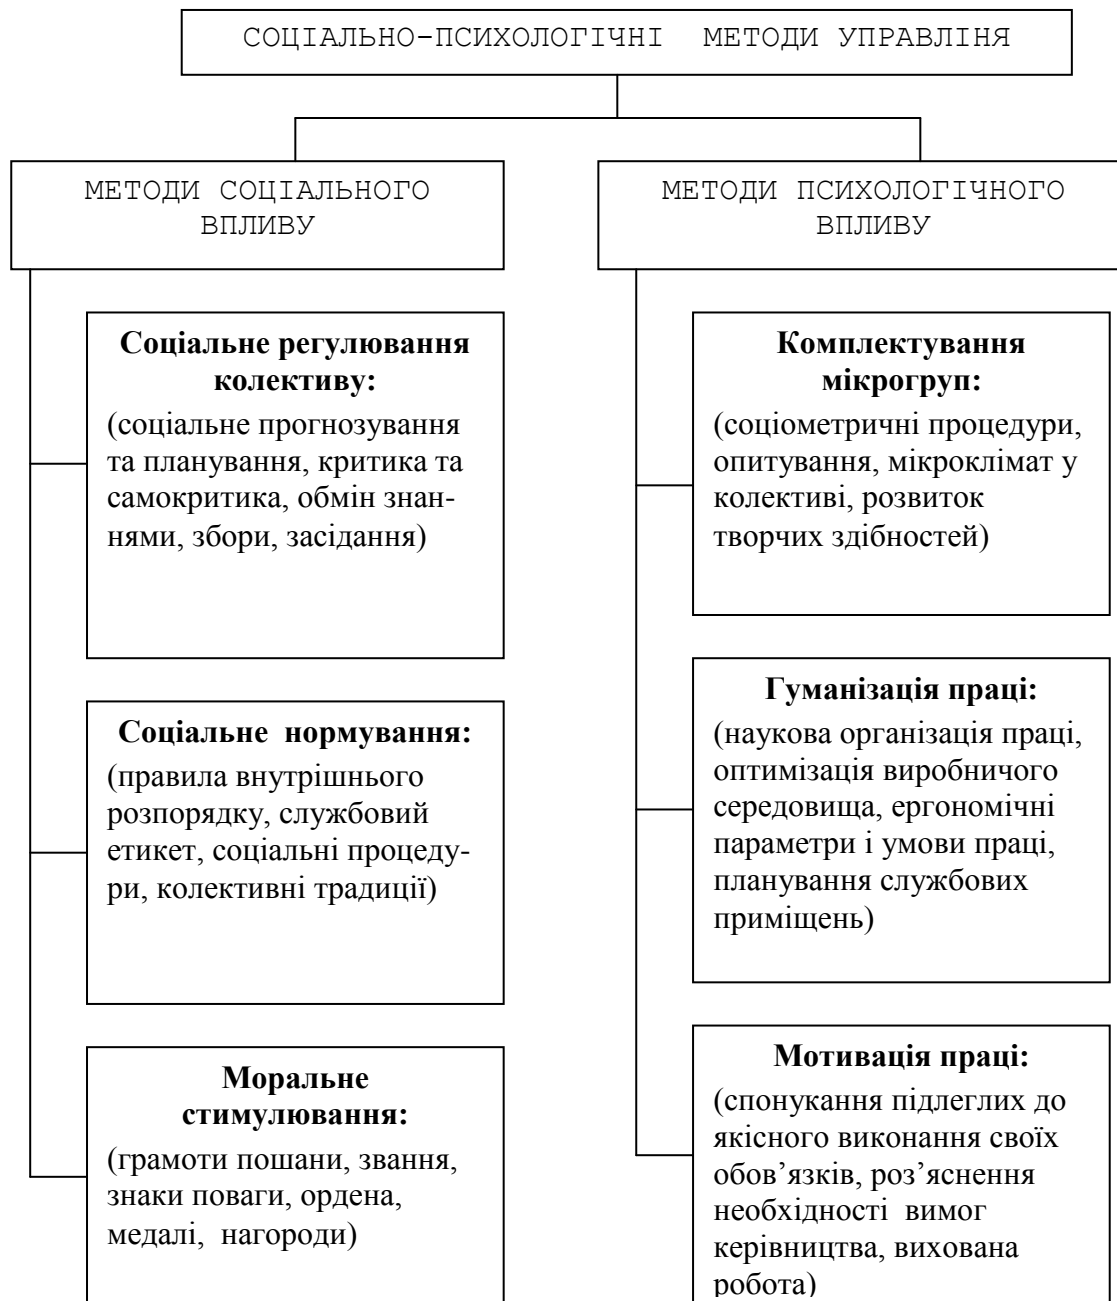 СОЦІАЛЬНО-ПСИХОЛОГІЧНІ МЕТОДИ УПРАВЛІНЯ
МЕТОДИ СОЦІАЛЬНОГО
ВПЛИВУ
Соціальне регулювання
колективу:
(соціальне прогнозування
та планування, критика та
самокритика, обмін знан-
нями, збори, засідання)
Соціальне нормування:
(правила внутрішнього
розпорядку, службовий
етикет, соціальні процеду-
ри, колективні традиції)
Моральне
стимулювання:
(грамоти пошани, звання,
знаки поваги, ордена,
медалі, нагороди)
МЕТОДИ ПСИХОЛОГІЧНОГО
ВПЛИВУ
Комплектування
мікрогруп:
(соціометричні процедури,
опитування, мікроклімат у
колективі, розвиток
творчих здібностей)
Гуманізація праці:
(наукова організація праці,
оптимізація виробничого
середовища, ергономічні
параметри і умови праці,
планування службових
приміщень)
Мотивація праці:
(спонукання підлеглих до
якісного виконання своїх
обов’язків, роз’яснення
необхідності вимог
керівництва, вихована
робота)